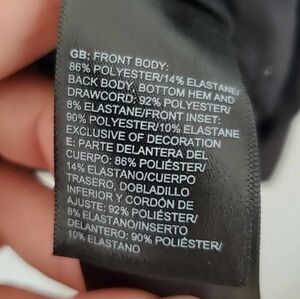 GB: FRONT BODY:
86% POLYESTER/14% ELASTANE/
BACK BODY, BOTTOM HEM AND
DRAWCORD: 92% POLYESTER/
8% ELASTANE/FRONT INSET:
90% POLYESTER/10% ELASTANE
EXCLUSIVE OF DECORATION
E: PARTE DELANTERA DEL
CUERPO: 86% POLIÉSTER/
14% ELASTANO/CUERPO
TRASERO, DOBLADILLO
INFERIOR Y CORDÓN DE
AJUSTE: 92% POLIÉSTER/
8% ELASTANO/INSERTO
DELANTERO: 90% POLIÉSTER/
10% ELASTANO